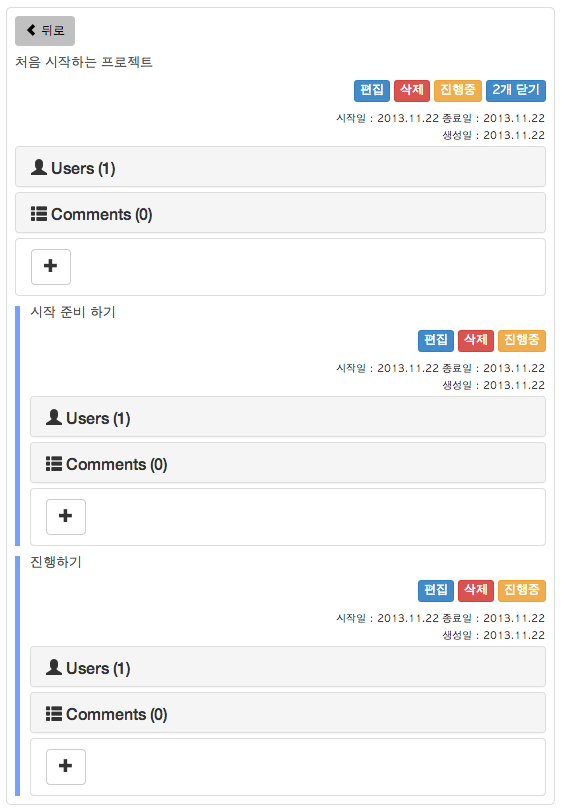 뒤로
처음 시작하는 프로젝트
편집 삭제 진행중 2개 닫기
시작일 : 2013.11.22 종료일 : 2013.11.22
생성일 : 2013.11.22
Users (1)
Comments (0)
시작 준비 하기
편집 삭제 진행중
시작일 : 2013.11.22 종료일 : 2013.11.22
생성일 : 2013.11.22
Users (1)
Comments (0)
진행하기
편집 삭제 진행중
시작일 : 2013.11.22 종료일 : 2013.11.22
생성일 : 2013.11.22
Users (1)
Comments (0)